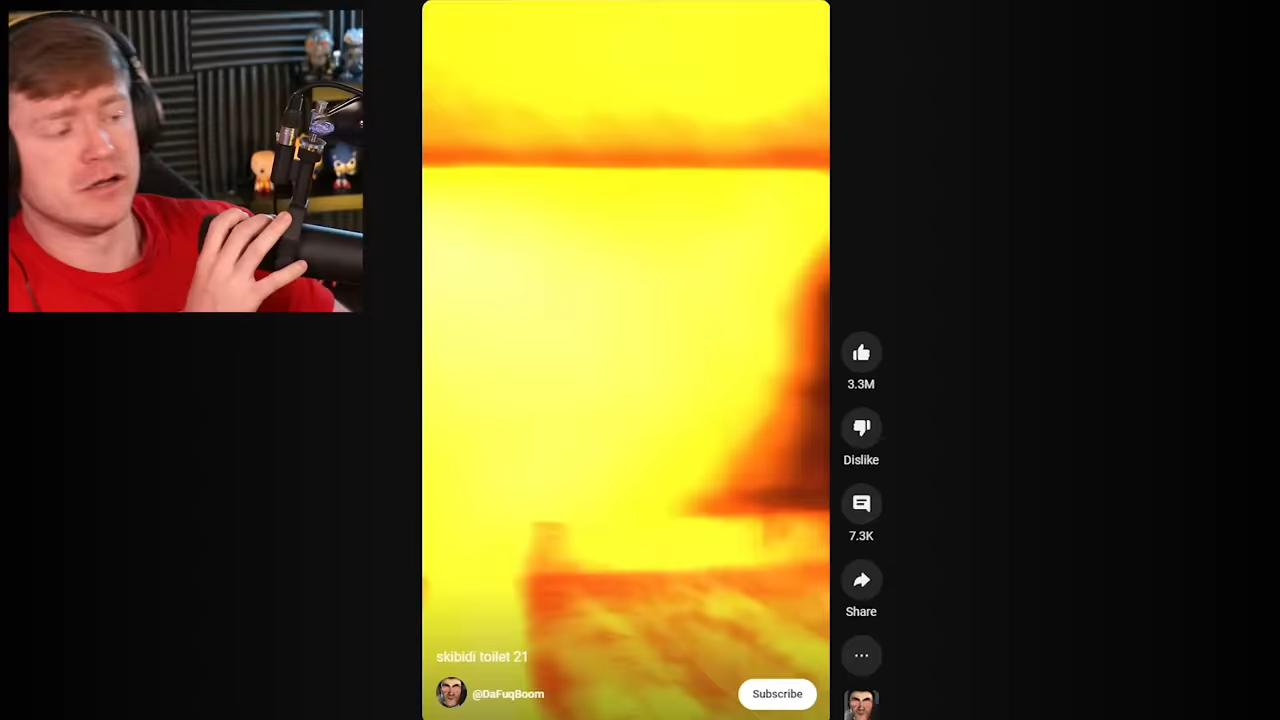 3.3M
Dislike
7.3K
Share
skibidi toilet 21
@DaFuqBoom
Subscribe